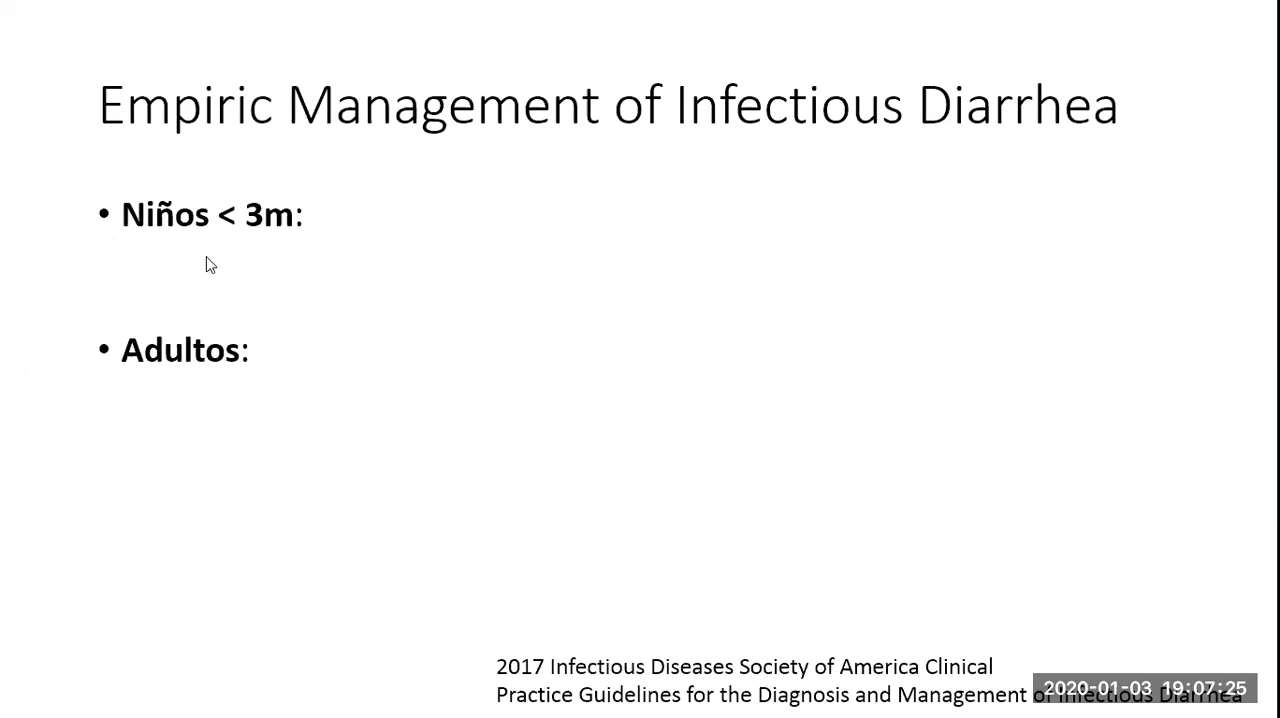 Empiric Management of Infectious Diarrhea
• Niños < 3m:
• Adultos:
2017 Infectious Diseases Society of America Clinical
Practice Guidelines for the Diagnosis and Management of Infectious Diarrhea
2020-01-03 19:07:25